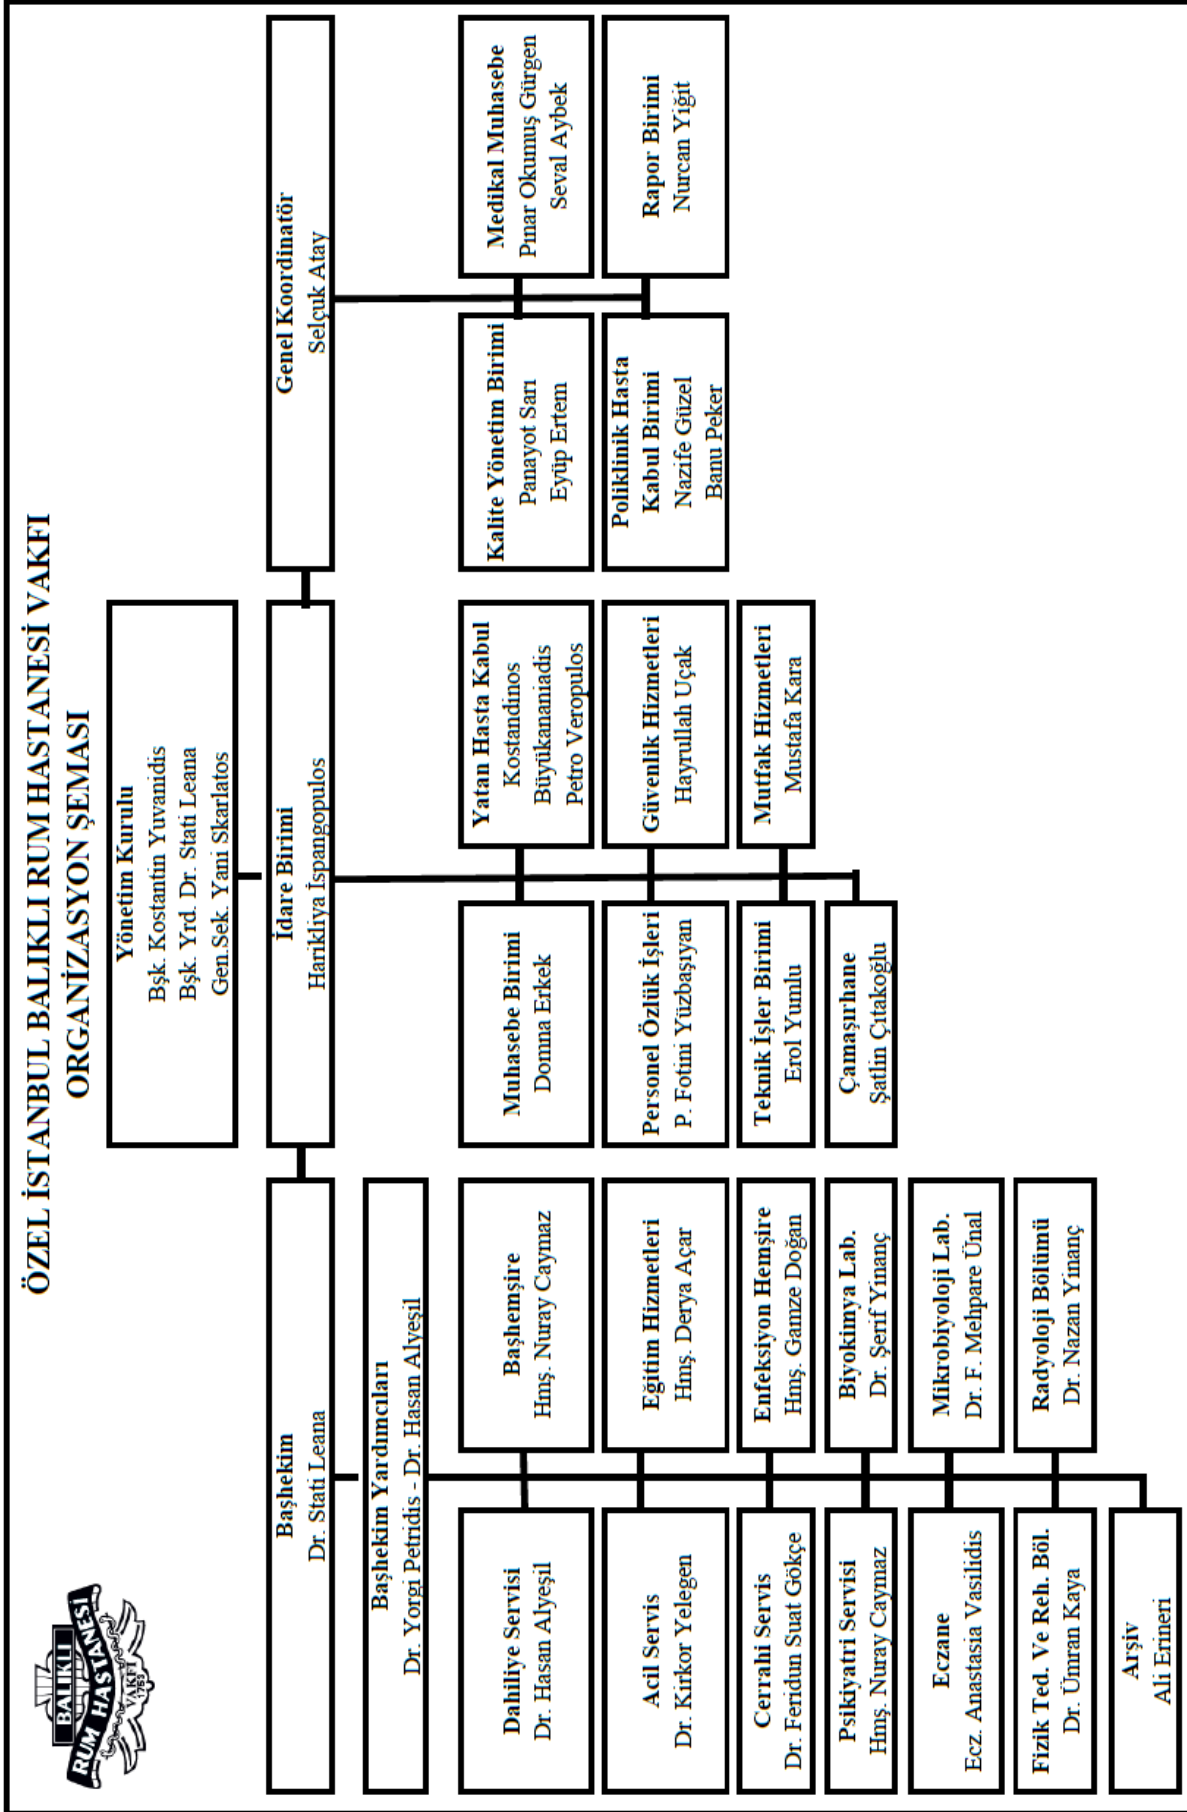 ÖZEL İSTANBUL BALIKLI RUM HASTANESİ VAKFI
ORGANİZASYON ŞEMASI
BALIKLI
RUM HASTANESI
VAKFI
1753
Yönetim Kurulu
Bşk. Kostantin Yuvanidis
Bşk. Yrd. Dr. Stati Leana
Gen.Sek. Yani Skarlatos
Başhekim
Dr. Stati Leana
İdare Birimi
Harikliya İspangopulos
Genel Koordinatör
Selçuk Atay
Başhekim Yardımcıları
Dr. Yorgi Petridis - Dr. Hasan Alyeşil
Dahiliye Servisi
Dr. Hasan Alyeşil
Başhemşire
Hmş. Nuray Caymaz
Acil Servis
Dr. Kirkor Yelegen
Eğitim Hizmetleri
Hmş. Derya Açar
Cerrahi Servis
Dr. Feridun Suat Gökçe
Enfeksiyon Hemşire
Hmş. Gamze Doğan
Psikiyatri Servisi
Hmş. Nuray Caymaz
Biyokimya Lab.
Dr. Şerif Yinanç
Eczane
Ecz. Anastasia Vasilidis
Mikrobiyoloji Lab.
Dr. F. Mehpare Ünal
Fizik Ted. Ve Reh. Böl.
Dr. Ümran Kaya
Radyoloji Bölümü
Dr. Nazan Yinanç
Arşiv
Ali Erineri
Muhasebe Birimi
Domna Erkek
Yatan Hasta Kabul
Kostandinos
Büyükananiadis
Petro Veropulos
Personel Özlük İşleri
P. Fotini Yüzbaşıyan
Güvenlik Hizmetleri
Hayrullah Uçak
Teknik İşler Birimi
Erol Yumlu
Mutfak Hizmetleri
Mustafa Kara
Çamaşırhane
Şatlin Çıtakoğlu
Kalite Yönetim Birimi
Panayot Sarı
Eyüp Ertem
Medikal Muhasebe
Pınar Okumuş Gürgen
Seval Aybek
Poliklinik Hasta
Kabul Birimi
Nazife Güzel
Banu Peker
Rapor Birimi
Nurcan Yiğit